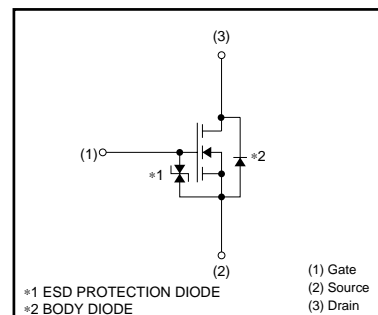 (3)
(1)
∗1
∗2
(2)
∗1 ESD PROTECTION DIODE
∗2 BODY DIODE
(1) Gate
(2) Source
(3) Drain